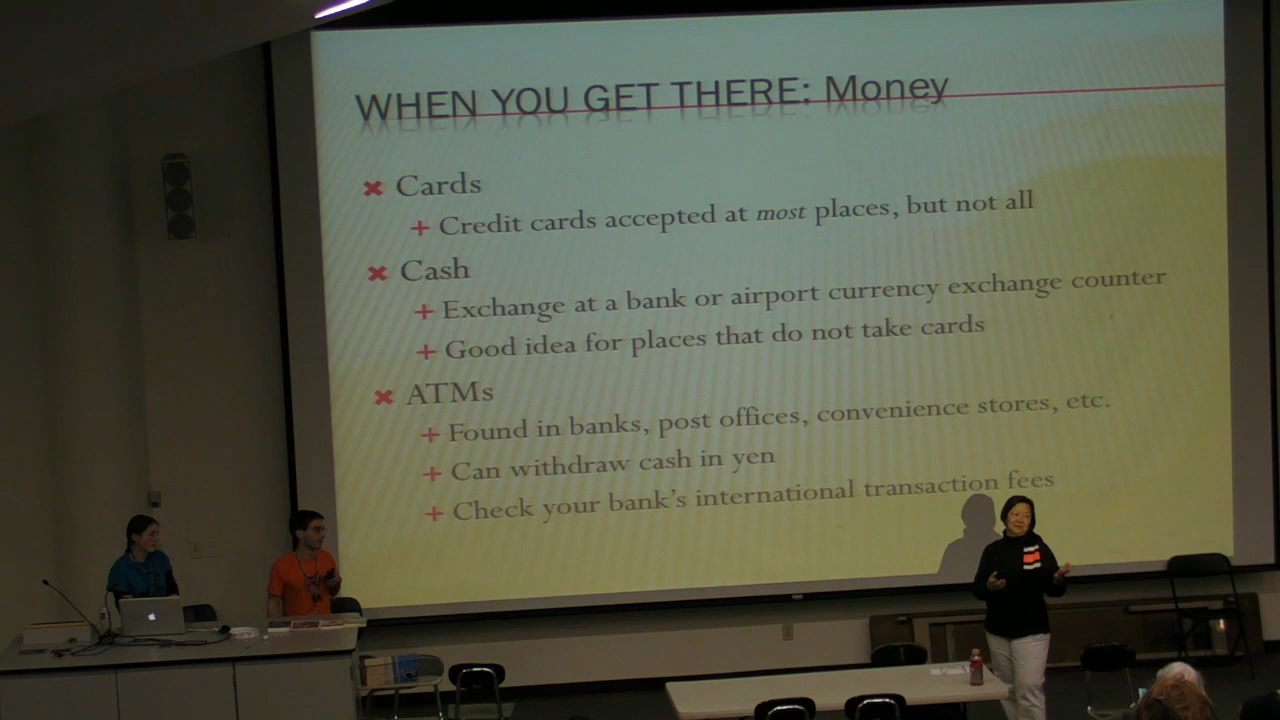 WHEN YOU GET THERE: Money
Cards
Credit cards accepted at most places, but not all
Cash
Exchange at a bank or airport currency exchange counter
Good idea for places that do not take cards
ATMs
Found in banks, post offices, convenience stores, etc.
Can withdraw cash in yen
Check your bank's international transaction fees